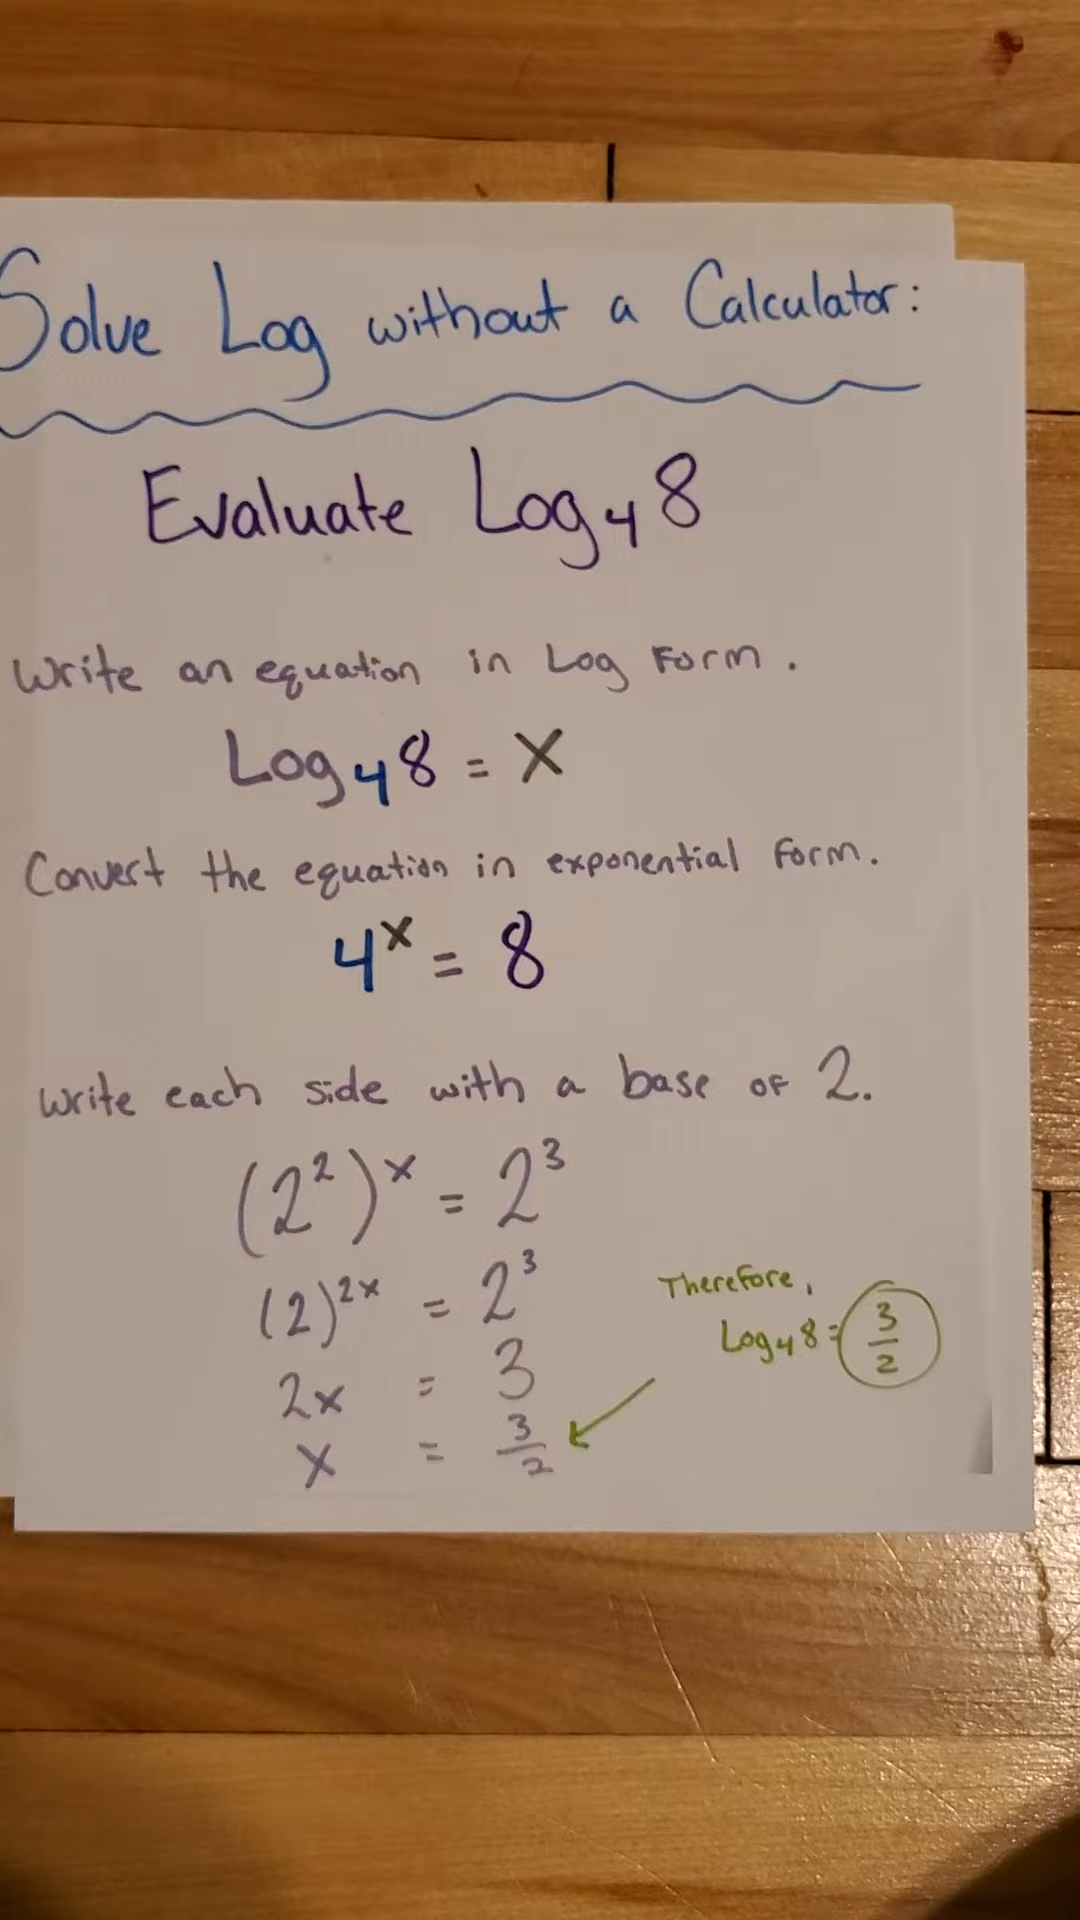 Solve Log without a Calculator:
Evaluate Log₄8
Write an equation in Log Form.
Log₄8 = X
Convert the equation in exponential Form.
4ˣ = 8
Write each side with a base of 2.
(2²)ˣ = 2³
(2)²ˣ = 2³
2x = 3
x = 3/2
Therefore,
Log₄8 = 3/2